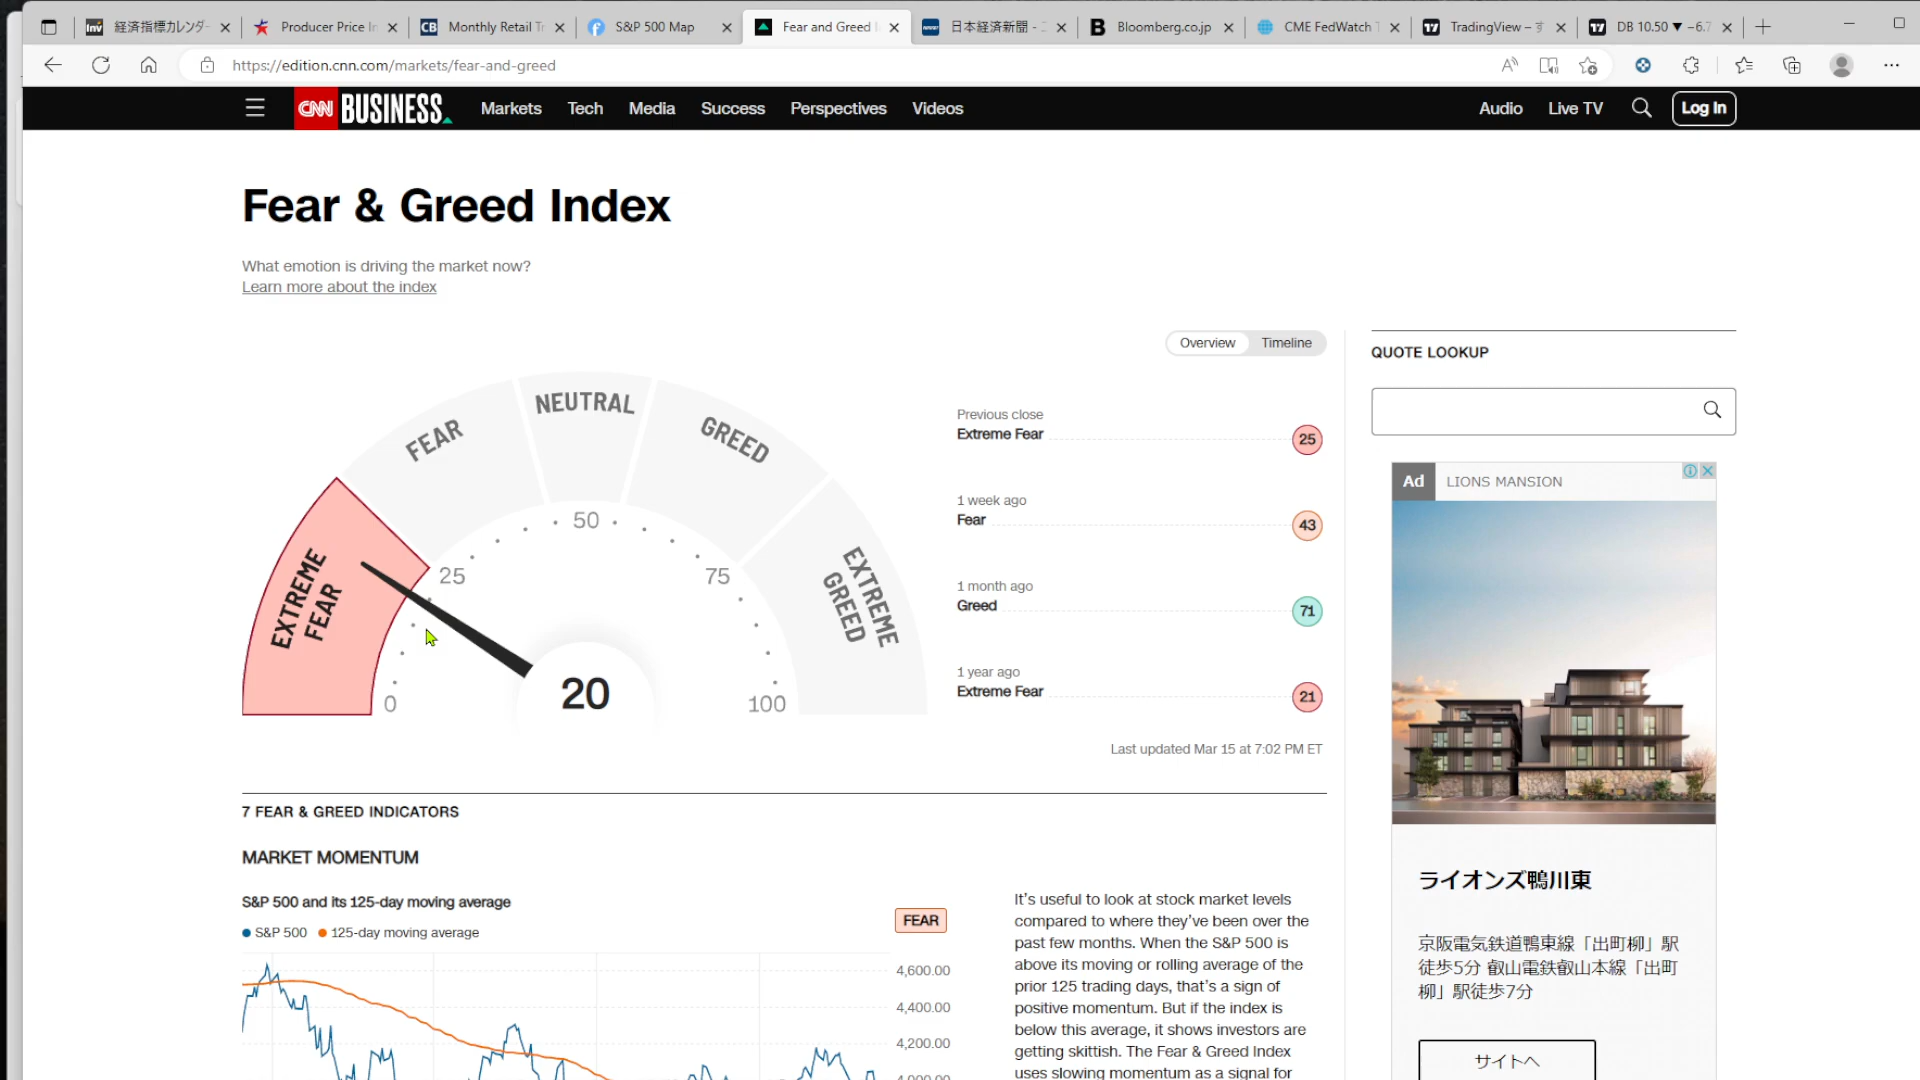 経済指標カレンダー
Producer Price In
Monthly Retail Tr
S&P 500 Map
Fear and Greed I
日本経済新聞 -
Bloomberg.co.jp
CME FedWatch T
TradingView – す
DB 10.50 ▼ −6.7
https://edition.cnn.com/markets/fear-and-greed
CNN BUSINESS
Markets Tech Media Success Perspectives Videos
Audio Live TV Log In
Fear & Greed Index
What emotion is driving the market now?
Learn more about the index
Overview Timeline
EXTREME FEAR
FEAR
NEUTRAL
GREED
EXTREME GREED
0
25
50
75
100
20
Previous close
Extreme Fear 25
1 week ago
Fear 43
1 month ago
Greed 71
1 year ago
Extreme Fear 21
Last updated Mar 15 at 7:02 PM ET
7 FEAR & GREED INDICATORS
MARKET MOMENTUM
S&P 500 and its 125-day moving average
S&P 500 125-day moving average
FEAR
4,600.00
4,400.00
4,200.00
4,000.00
It's useful to look at stock market levels
compared to where they've been over the
past few months. When the S&P 500 is
above its moving or rolling average of the
prior 125 trading days, that's a sign of
positive momentum. But if the index is
below this average, it shows investors are
getting skittish. The Fear & Greed Index
uses slowing momentum as a signal for
QUOTE LOOKUP
Ad LIONS MANSION
ライオンズ鴨川東
京阪電気鉄道鴨東線「出町柳」駅
徒歩5分 叡山電鉄叡山本線「出町
柳」駅徒歩7分
サイトへ